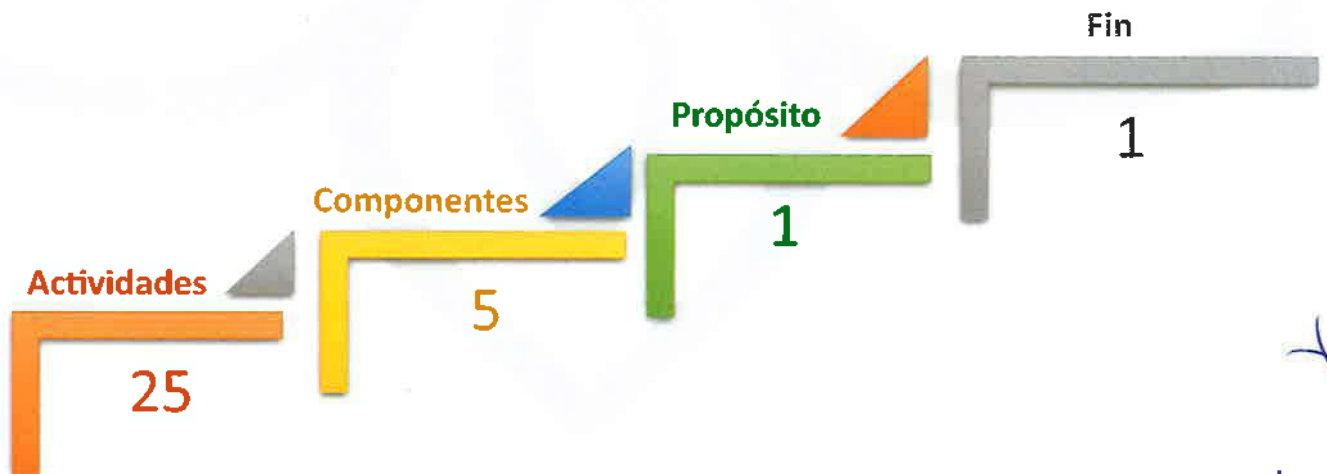 Fin
1
Propósito
1
Componentes
5
Actividades
25